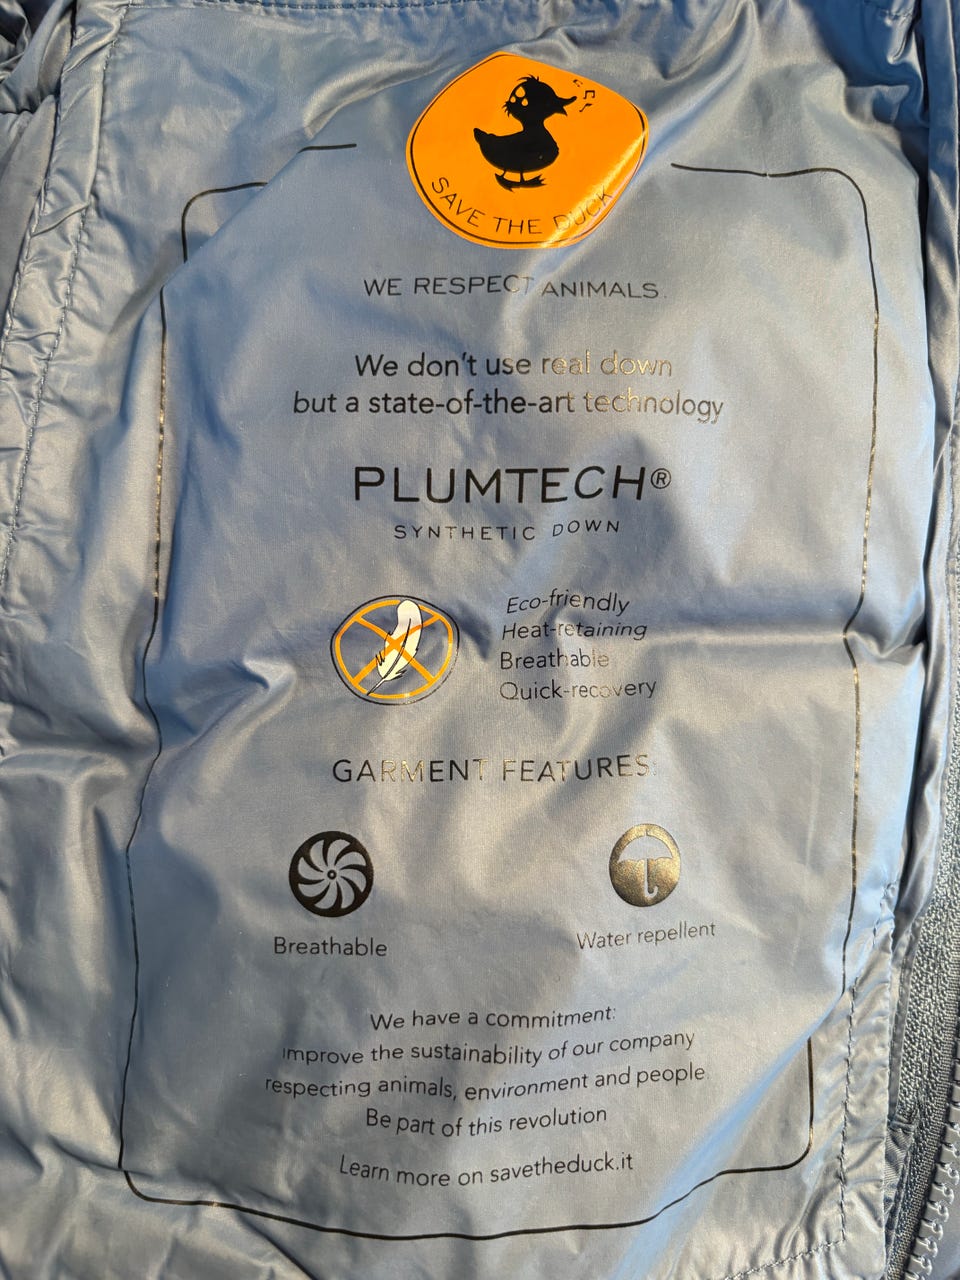 SAVE THE DUCK
WE RESPECT ANIMALS.
We don't use real down
but a state-of-the-art technology
PLUMTECH®
SYNTHETIC DOWN
Eco-friendly
Heat-retaining
Breathable
Quick-recovery
GARMENT FEATURES:
Breathable
Water repellent
We have a commitment:
improve the sustainability of our company
respecting animals, environment and people.
Be part of this revolution
Learn more on savetheduck.it